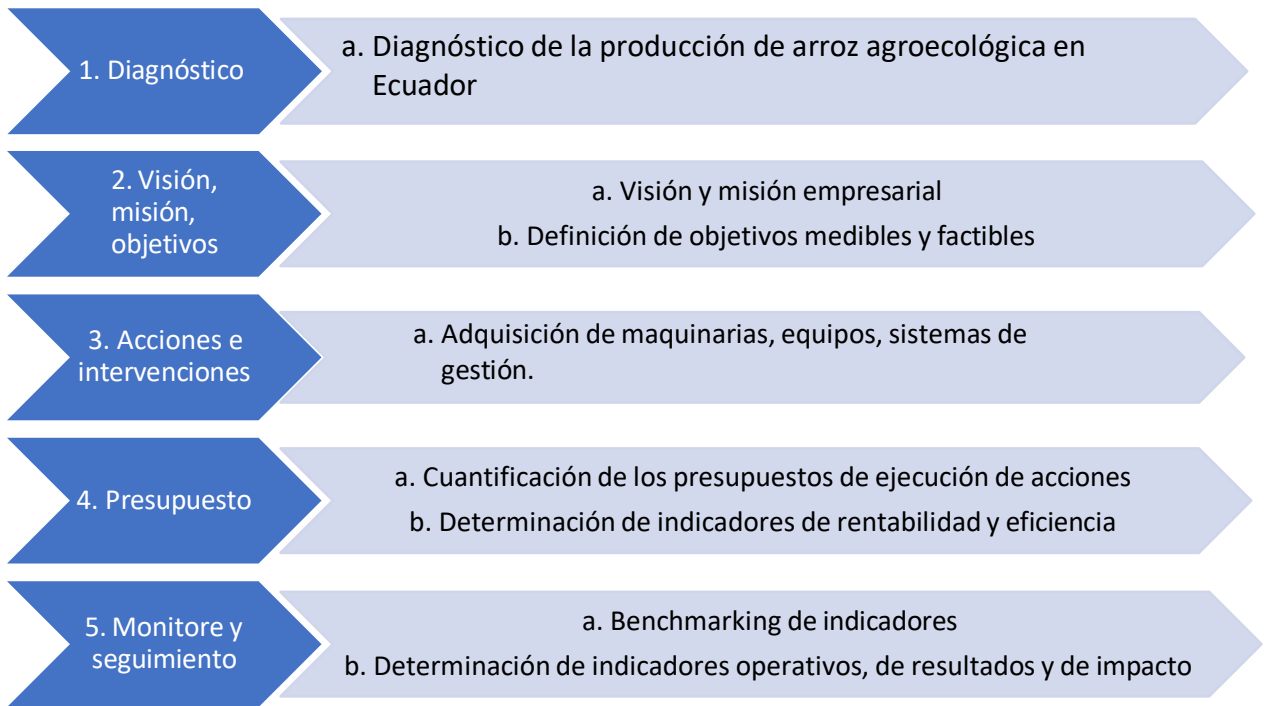 1. Diagnóstico
a. Diagnóstico de la producción de arroz agroecológica en
Ecuador
2. Visión,
misión,
objetivos
a. Visión y misión empresarial
b. Definición de objetivos medibles y factibles
3. Acciones e
intervenciones
a. Adquisición de maquinarias, equipos, sistemas de
gestión.
4. Presupuesto
a. Cuantificación de los presupuestos de ejecución de acciones
b. Determinación de indicadores de rentabilidad y eficiencia
5. Monitore y
seguimiento
a. Benchmarking de indicadores
b. Determinación de indicadores operativos, de resultados y de impacto